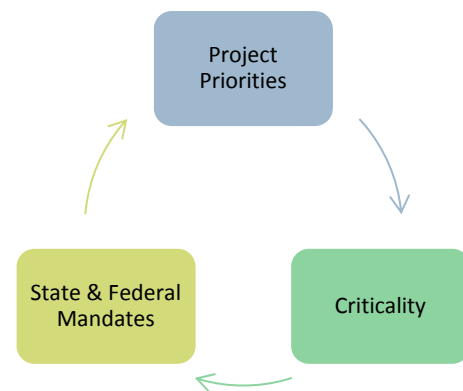 Project
Priorities
State & Federal
Mandates
Criticality